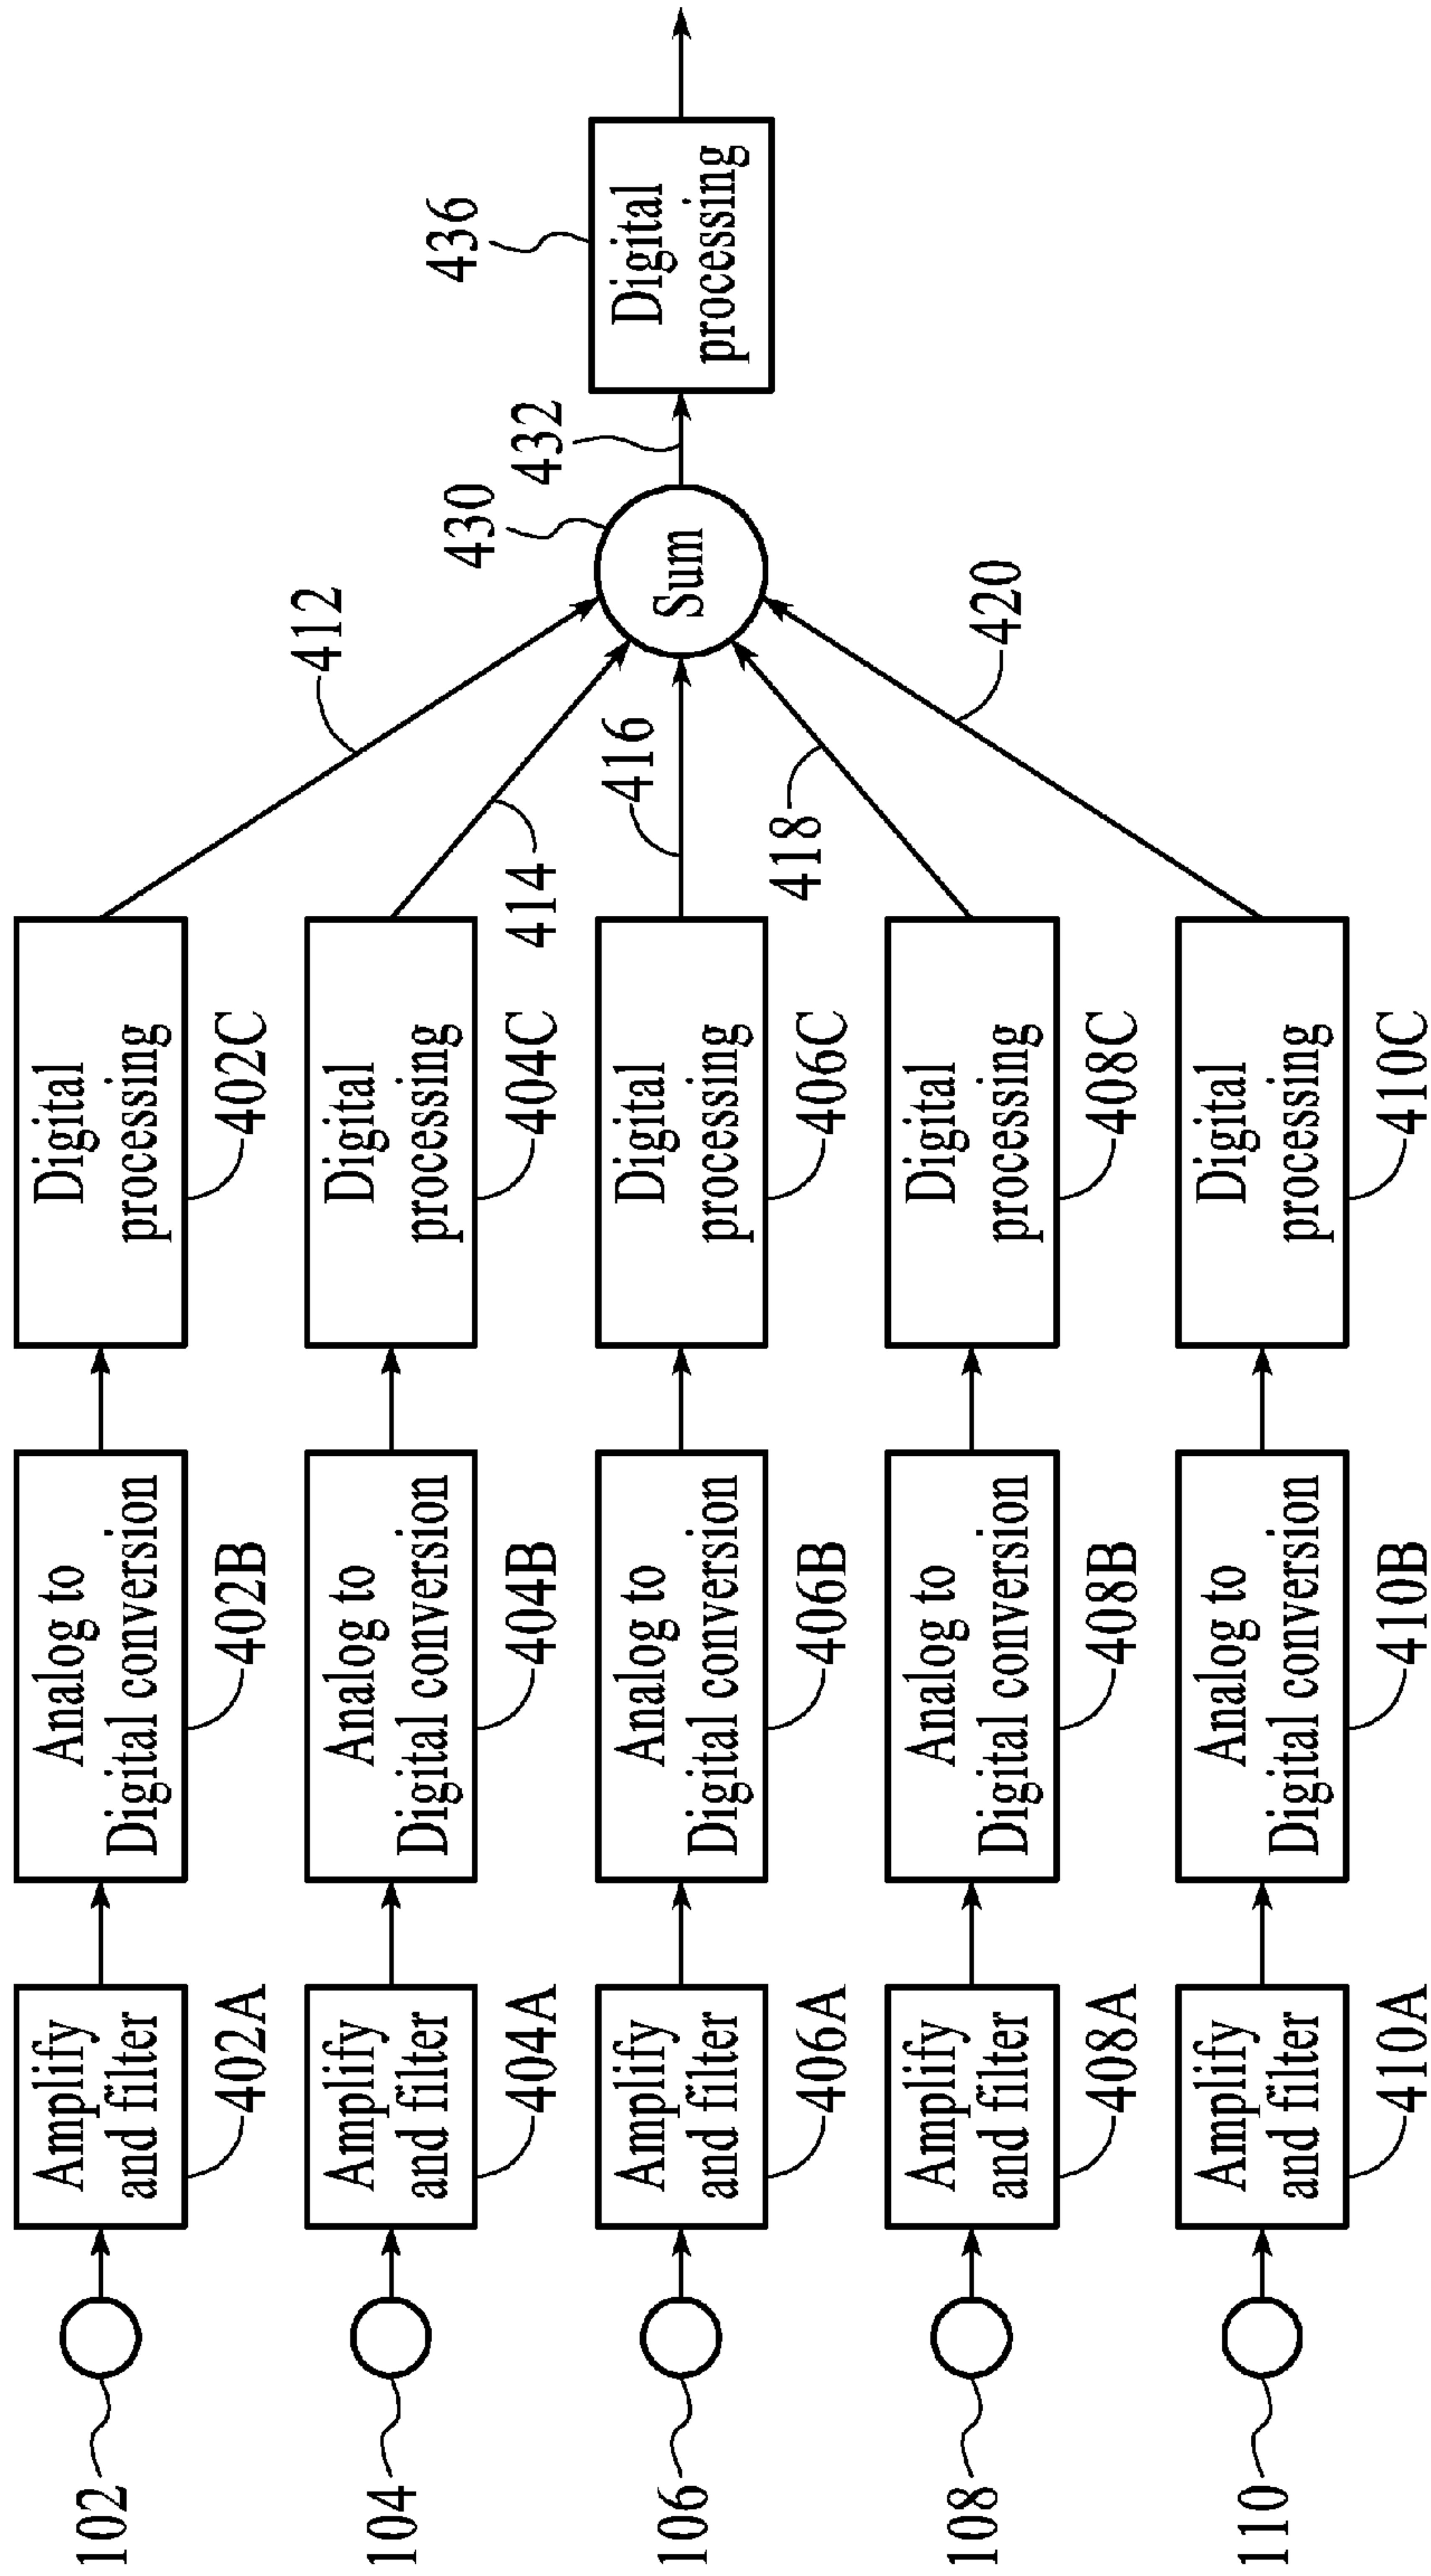 102
Amplify
and filter
402A
Analog to
Digital conversion
402B
Digital
processing
402C
412
104
Amplify
and filter
404A
Analog to
Digital conversion
404B
Digital
processing
404C
414
106
Amplify
and filter
406A
Analog to
Digital conversion
406B
Digital
processing
406C
416
108
Amplify
and filter
408A
Analog to
Digital conversion
408B
Digital
processing
408C
418
110
Amplify
and filter
410A
Analog to
Digital conversion
410B
Digital
processing
410C
420
430
Sum
432
436
Digital
processing